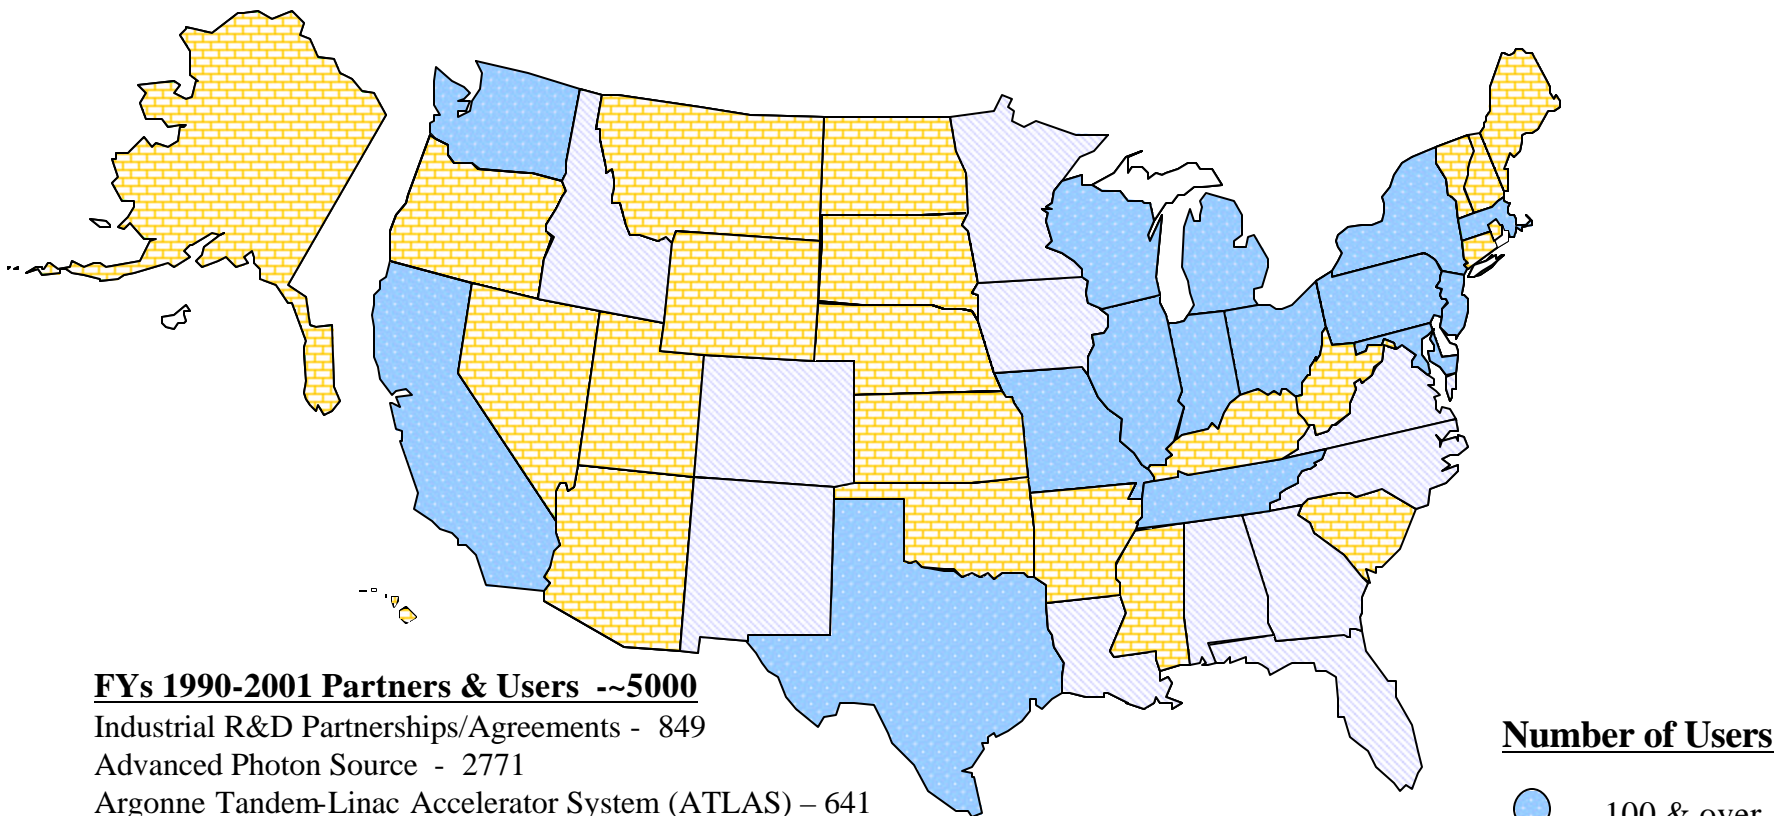 FYs 1990-2001 Partners & Users -~5000
Industrial R&D Partnerships/Agreements - 849
Advanced Photon Source - 2771
Argonne Tandem-Linac Accelerator System (ATLAS) – 641
Number of Users
100 & over